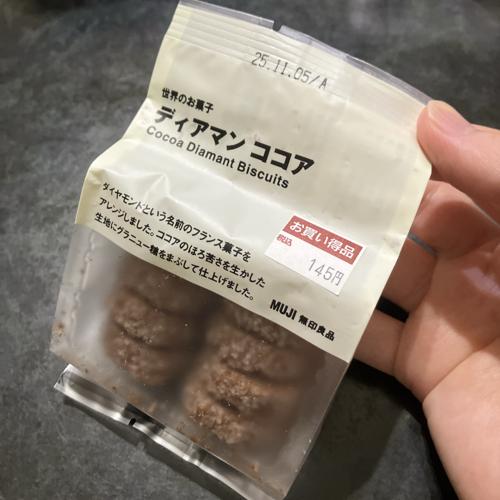 25.11.05/A
世界のお菓子
ディアマン ココア
Cocoa Diamant Biscuits
ダイヤモンドという名前のフランス菓子を
アレンジしました。ココアのほろ苦さを生かした
生地にグラニュー糖をまぶして仕上げました。
お買い得品
税込
145円
MUJI 無印良品